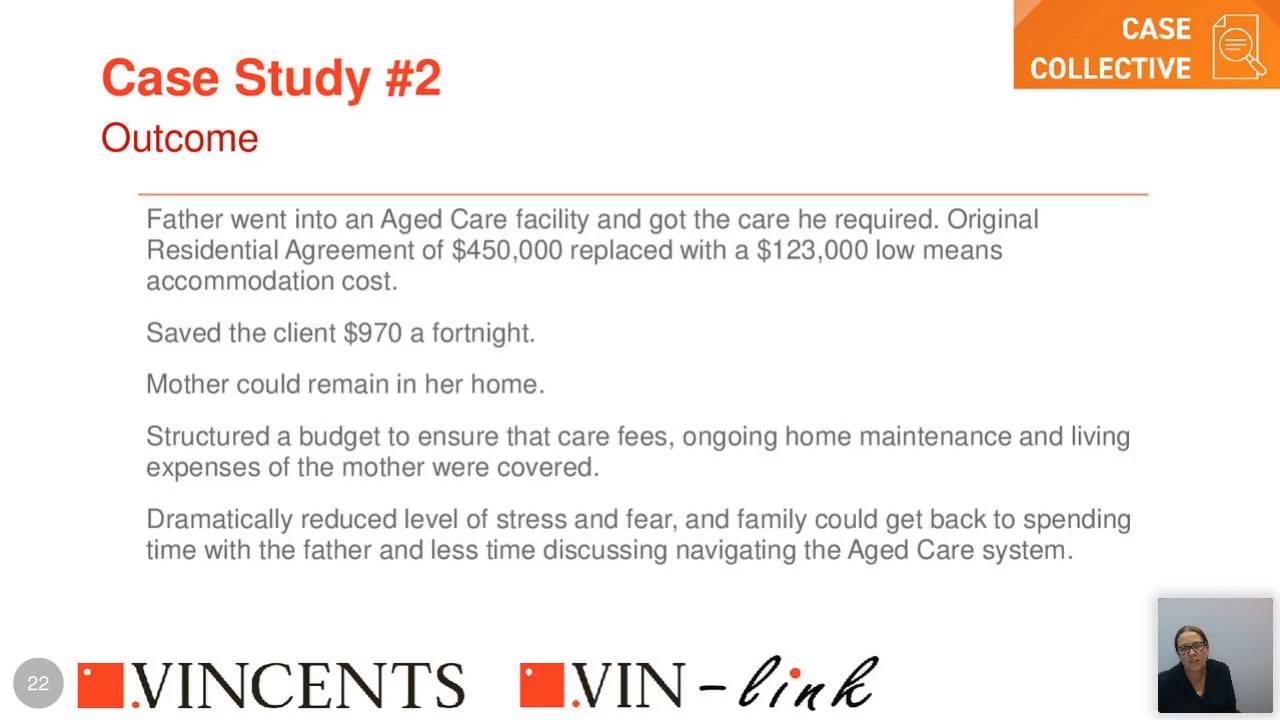 CASE
COLLECTIVE
Case Study #2
Outcome
Father went into an Aged Care facility and got the care he required. Original
Residential Agreement of $450,000 replaced with a $123,000 low means
accommodation cost.
Saved the client $970 a fortnight.
Mother could remain in her home.
Structured a budget to ensure that care fees, ongoing home maintenance and living
expenses of the mother were covered.
Dramatically reduced level of stress and fear, and family could get back to spending
time with the father and less time discussing navigating the Aged Care system.
22
.VINCENTS
.VIN-link